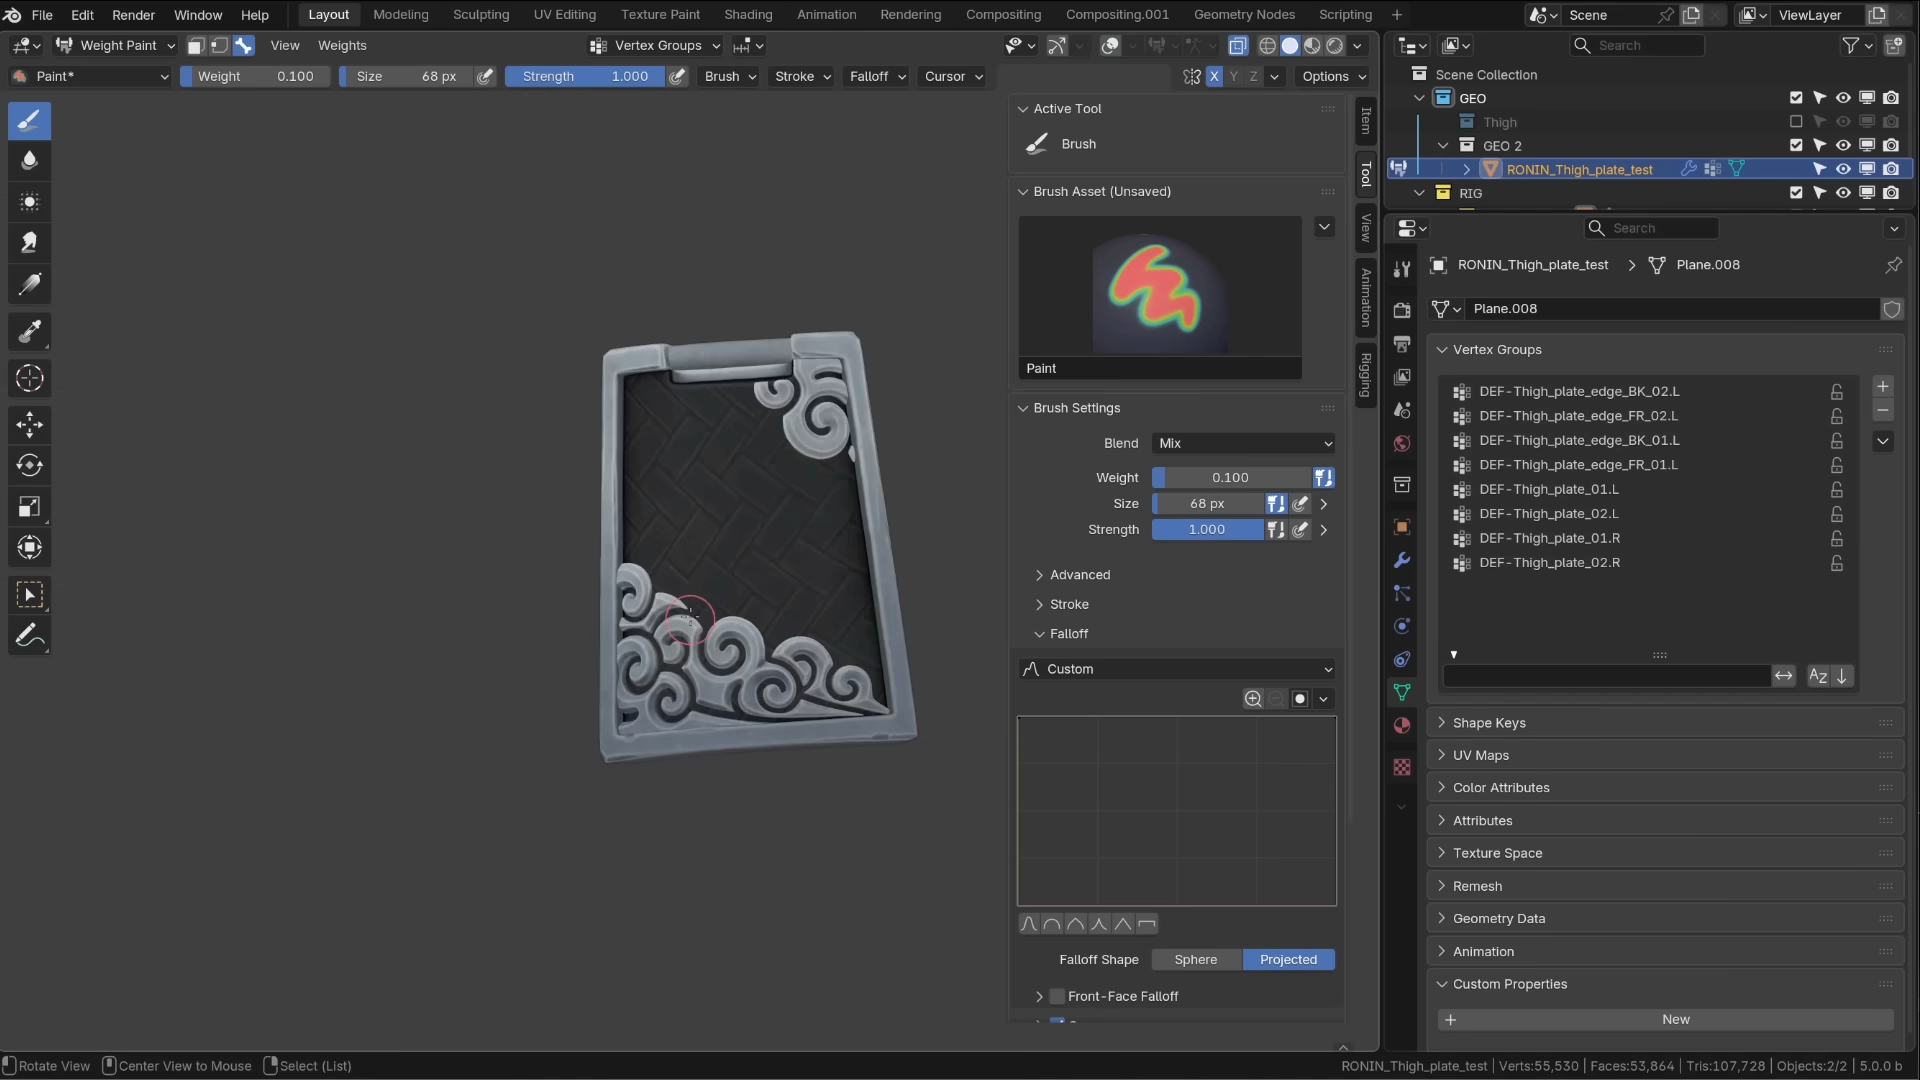 File Edit Render Window Help Layout Modeling Sculpting UV Editing Texture Paint Shading Animation Rendering Compositing Compositing.001 Geometry Nodes Scripting Scene ViewLayer
Weight Paint View Weights Vertex Groups Search
Paint* Weight 0.100 Size 68 px Strength 1.000 Brush Stroke Falloff Cursor X Y Z Options
Scene Collection
GEO
Thigh
GEO 2
RONIN_Thigh_plate_test
RIG
Active Tool
Brush
Brush Asset (Unsaved)
Paint
Brush Settings
Blend Mix
Weight 0.100
Size 68 px
Strength 1.000
Advanced
Stroke
Falloff
Custom
Falloff Shape Sphere Projected
Front-Face Falloff
Item
Tool
View
Animation
Rigging
Search
RONIN_Thigh_plate_test Plane.008
Plane.008
Vertex Groups
DEF-Thigh_plate_edge_BK_02.L
DEF-Thigh_plate_edge_FR_02.L
DEF-Thigh_plate_edge_BK_01.L
DEF-Thigh_plate_edge_FR_01.L
DEF-Thigh_plate_01.L
DEF-Thigh_plate_02.L
DEF-Thigh_plate_01.R
DEF-Thigh_plate_02.R
AZ
Shape Keys
UV Maps
Color Attributes
Attributes
Texture Space
Remesh
Geometry Data
Animation
Custom Properties
New
Rotate View Center View to Mouse Select (List) RONIN_Thigh_plate_test | Verts:55,530 | Faces:53,864 | Tris:107,728 | Objects:2/2 | 5.0.0 b